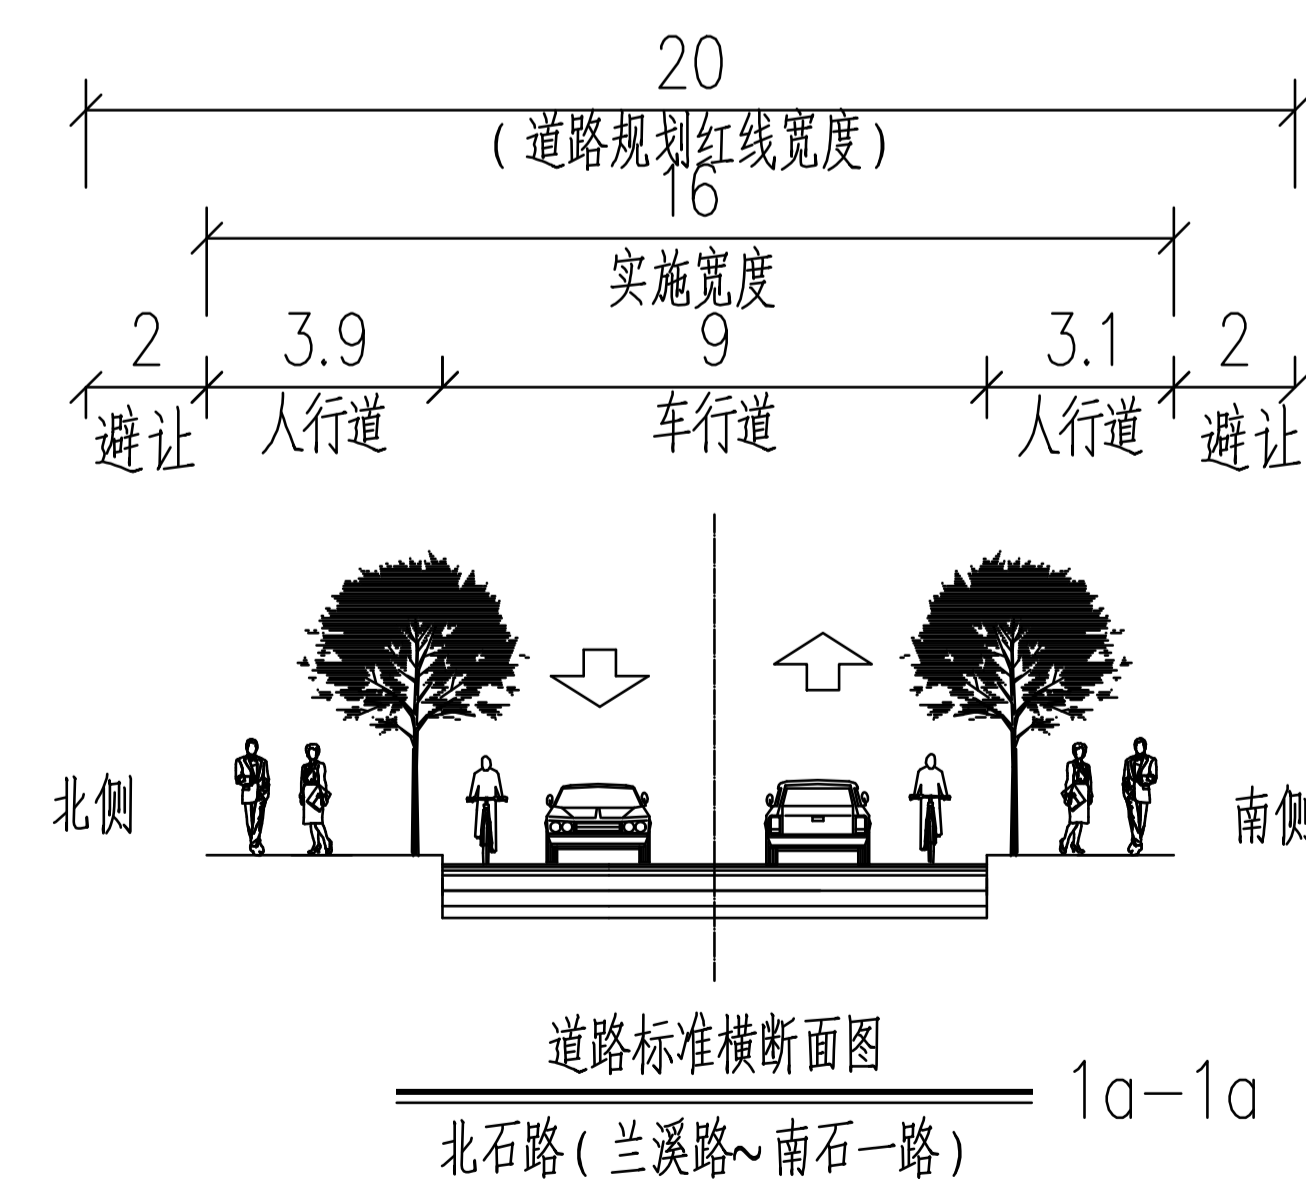 20
（道路规划红线宽度）
16
实施宽度
2 3.9 9 3.1 2
避让 人行道 车行道 人行道 避让
北侧 南侧
道路标准横断面图
1a-1a
北石路（兰溪路~南石一路）